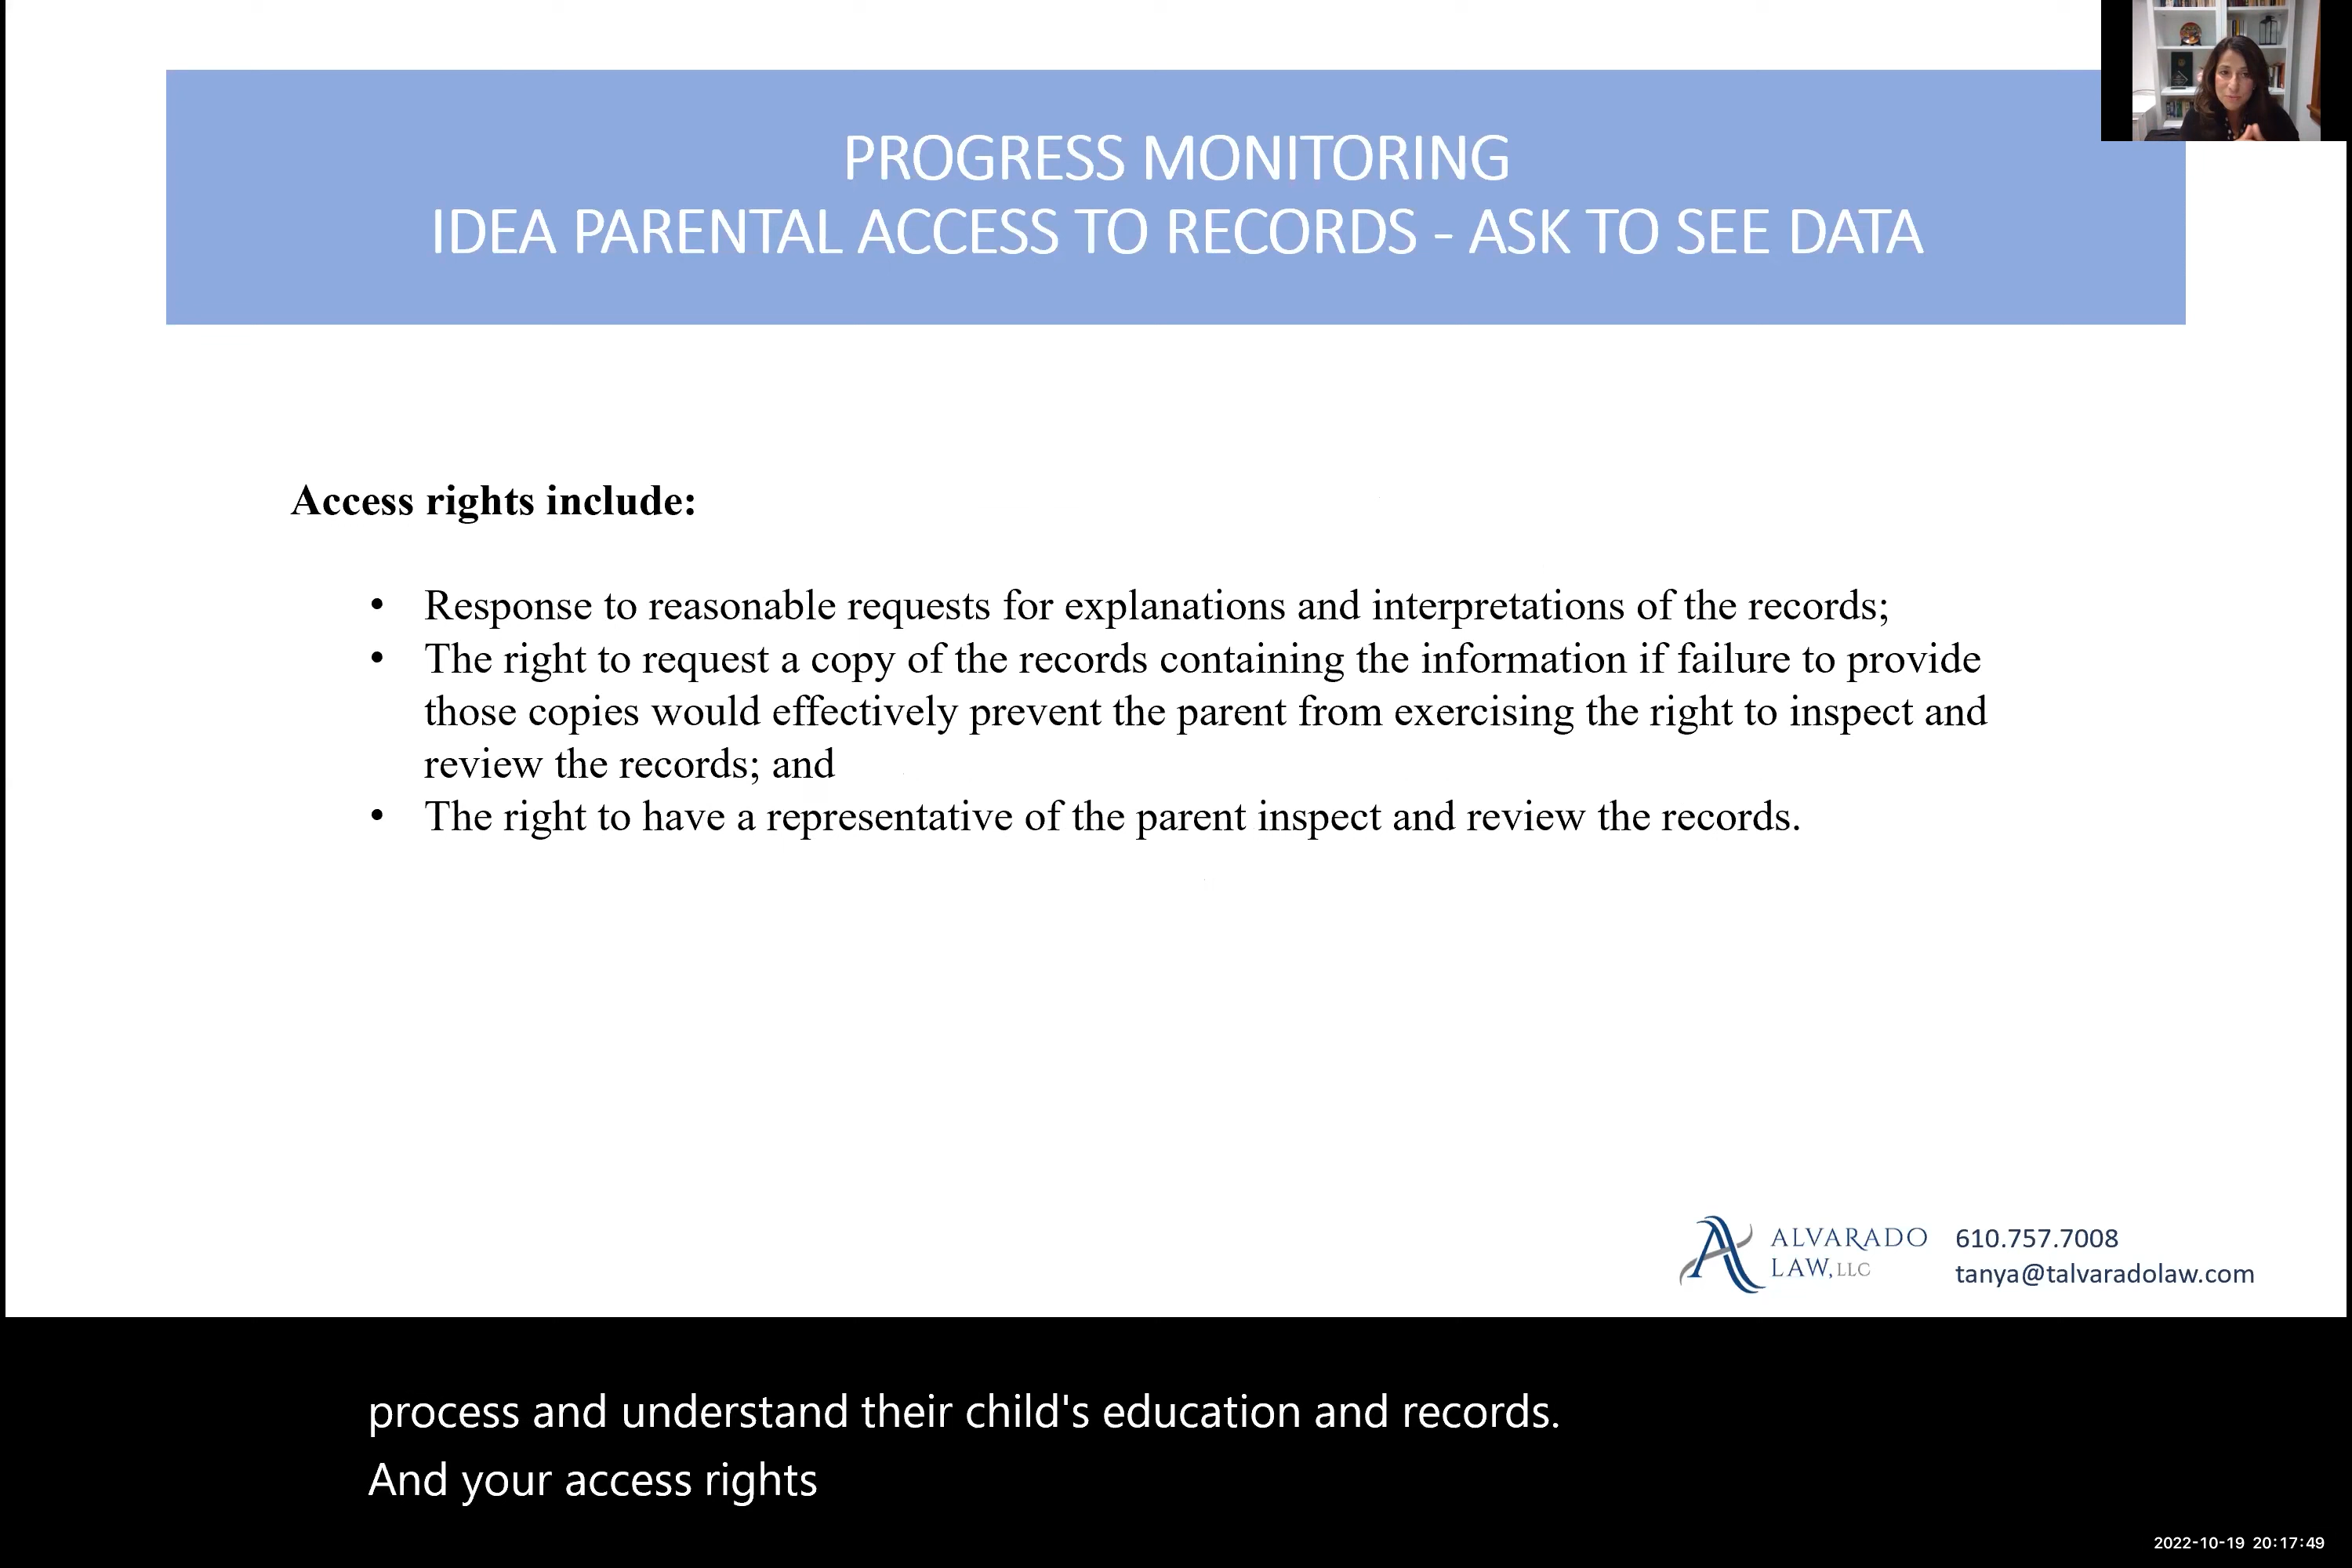 PROGRESS MONITORING
IDEA PARENTAL ACCESS TO RECORDS - ASK TO SEE DATA
Access rights include:
• Response to reasonable requests for explanations and interpretations of the records;
• The right to request a copy of the records containing the information if failure to provide
those copies would effectively prevent the parent from exercising the right to inspect and
review the records; and
• The right to have a representative of the parent inspect and review the records.
ALVARADO
LAW, LLC
610.757.7008
tanya@talvaradolaw.com
process and understand their child's education and records.
And your access rights
2022-10-19 20:17:49